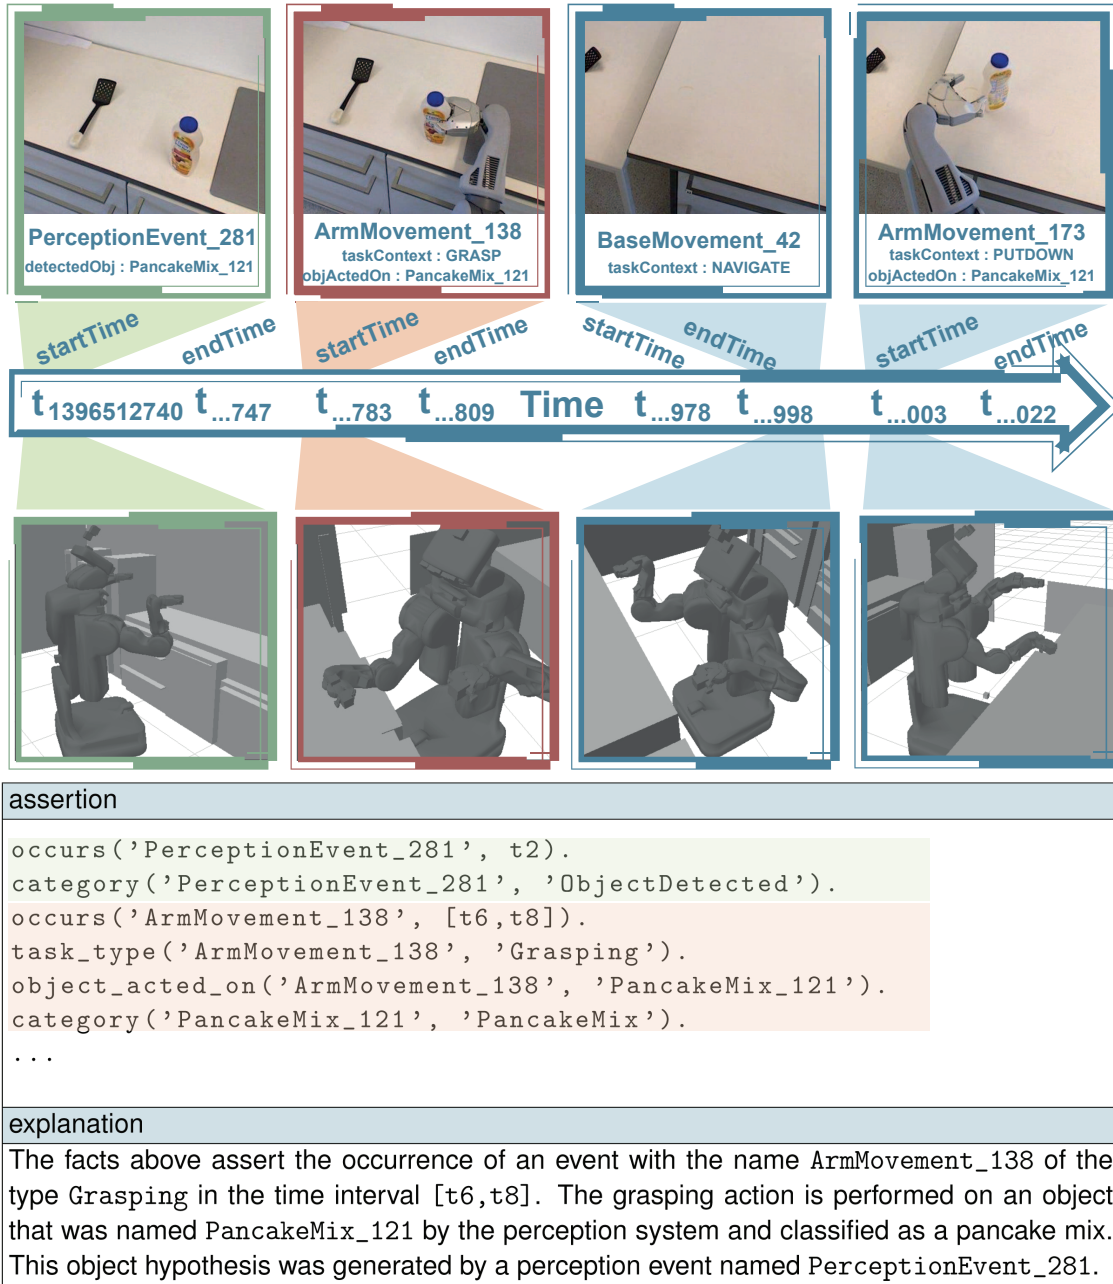 PerceptionEvent_281
detectedObj : PancakeMix_121
ArmMovement_138
taskContext : GRASP
objActedOn : PancakeMix_121
BaseMovement_42
taskContext : NAVIGATE
ArmMovement_173
taskContext : PUTDOWN
objActedOn : PancakeMix_121
startTime endTime startTime endTime startTime endTime startTime endTime
t1396512740 t...747 t...783 t...809 Time t...978 t...998 t...003 t...022
assertion
occurs('PerceptionEvent_281', t2).
category('PerceptionEvent_281', 'ObjectDetected').
occurs('ArmMovement_138', [t6,t8]).
task_type('ArmMovement_138', 'Grasping').
object_acted_on('ArmMovement_138', 'PancakeMix_121').
category('PancakeMix_121', 'PancakeMix').
...
explanation
The facts above assert the occurrence of an event with the name ArmMovement_138 of the
type Grasping in the time interval [t6,t8]. The grasping action is performed on an object
that was named PancakeMix_121 by the perception system and classified as a pancake mix.
This object hypothesis was generated by a perception event named PerceptionEvent_281.